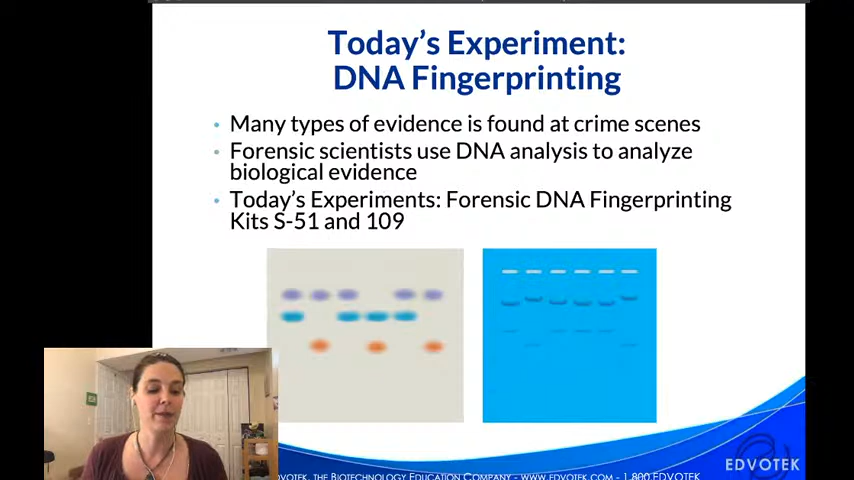 Today's Experiment:
DNA Fingerprinting
• Many types of evidence is found at crime scenes
• Forensic scientists use DNA analysis to analyze
biological evidence
• Today's Experiments: Forensic DNA Fingerprinting
Kits S-51 and 109
EDVOTEK
DVOTEK, THE BIOTECHNOLOGY EDUCATION COMPANY - WWW.EDVOTEK.COM - 1.800.EDVOTEK